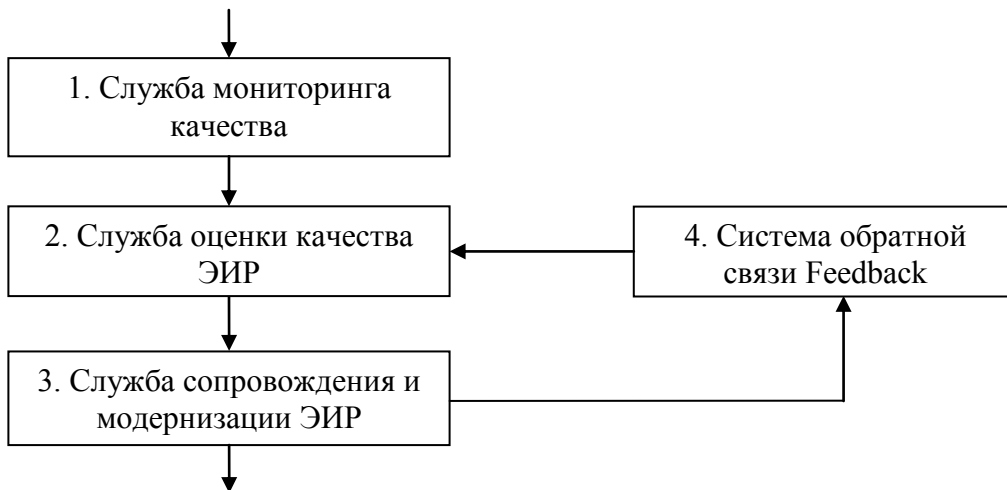 1. Служба мониторинга
качества
2. Служба оценки качества
ЭИР
4. Система обратной
связи Feedback
3. Служба сопровождения и
модернизации ЭИР